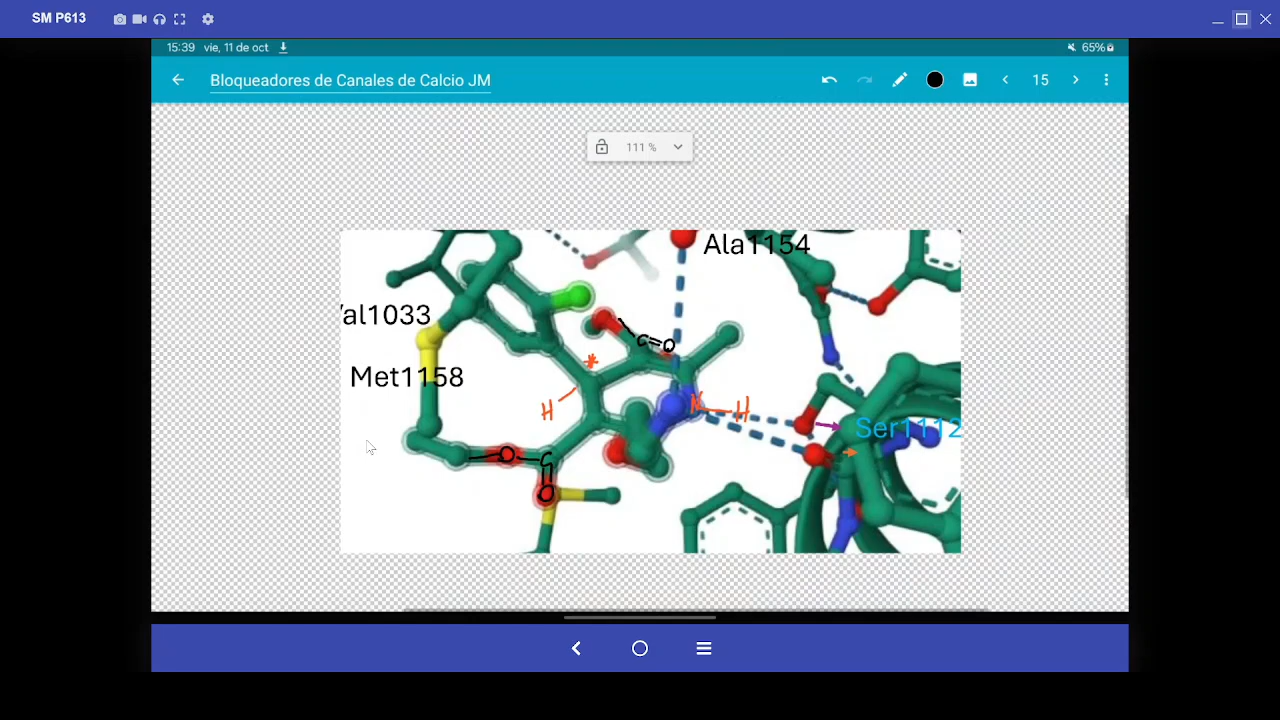 SM P613
15:39 vie, 11 de oct
65%
Bloqueadores de Canales de Calcio JM
15
111 %
Ala1154
al1033
C=O
*
Met1158
H
N
H
Ser1112
O
C
O